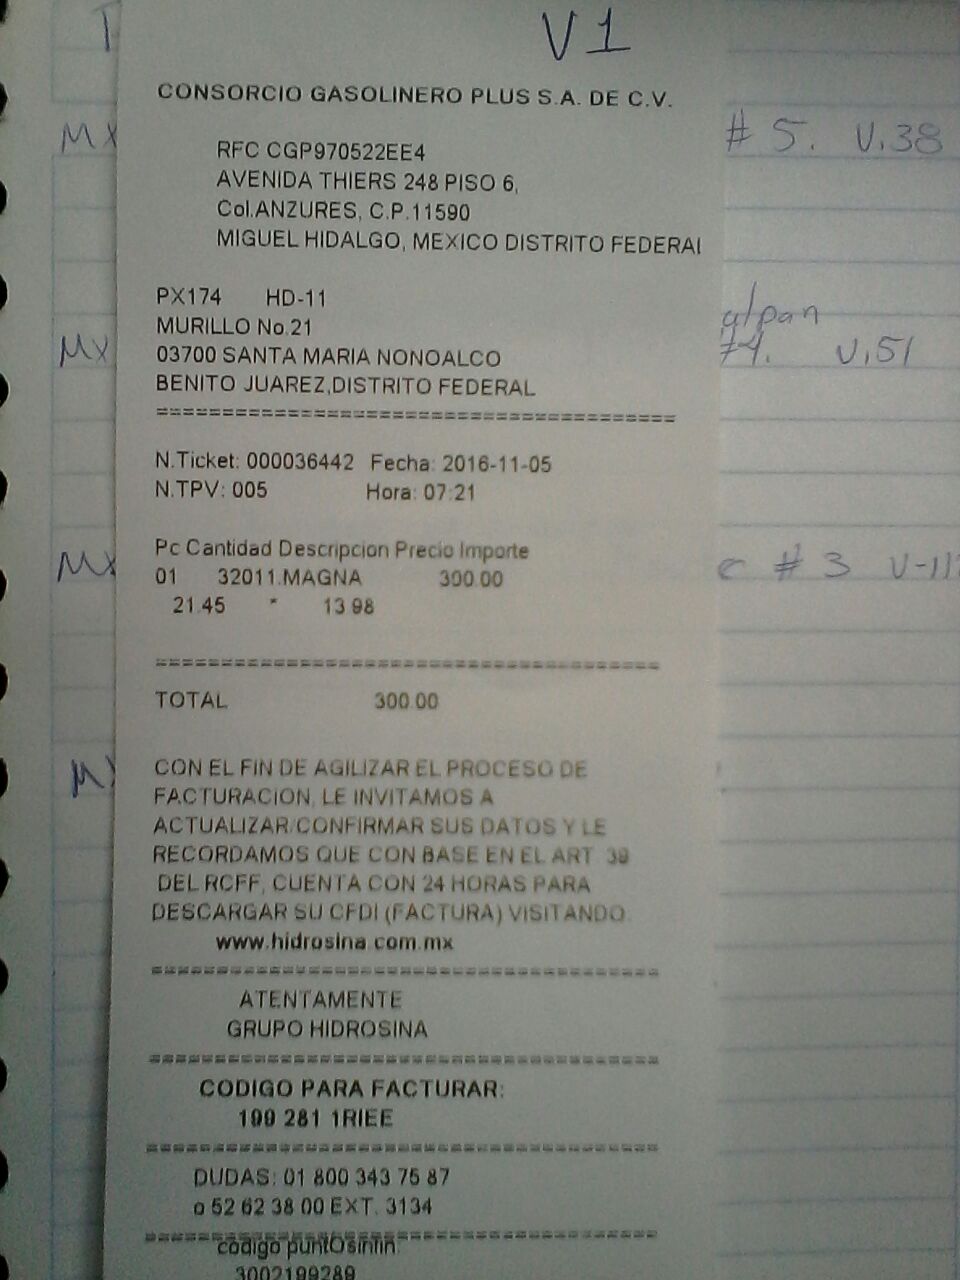 V1
CONSORCIO GASOLINERO PLUS S.A. DE C.V.
MX # 5. V.38
RFC CGP970522EE4
AVENIDA THIERS 248 PISO 6,
Col.ANZURES, C.P.11590
MIGUEL HIDALGO, MEXICO DISTRITO FEDERAL
PX174 HD-11
MURILLO No.21
alpan
MX 74. V.51
03700 SANTA MARIA NONOALCO
BENITO JUAREZ,DISTRITO FEDERAL
========================================
N.Ticket: 000036442 Fecha: 2016-11-05
N.TPV: 005 Hora: 07:21
Pc Cantidad Descripcion Precio Importe
MX # 3
01 32011.MAGNA 300.00
21.45 * 13.98
========================================
TOTAL 300.00
CON EL FIN DE AGILIZAR EL PROCESO DE
FACTURACION, LE INVITAMOS A
ACTUALIZAR/CONFIRMAR SUS DATOS Y LE
RECORDAMOS QUE CON BASE EN EL ART. 39
DEL RCFF, CUENTA CON 24 HORAS PARA
DESCARGAR SU CFDI (FACTURA) VISITANDO:
www.hidrosina.com.mx
========================================
ATENTAMENTE
GRUPO HIDROSINA
========================================
CODIGO PARA FACTURAR:
199 281 1RIEE
========================================
DUDAS: 01 800 343 75 87
o 52 62 38 00 EXT. 3134
========================================
codigo puntOsinfin
3002199289